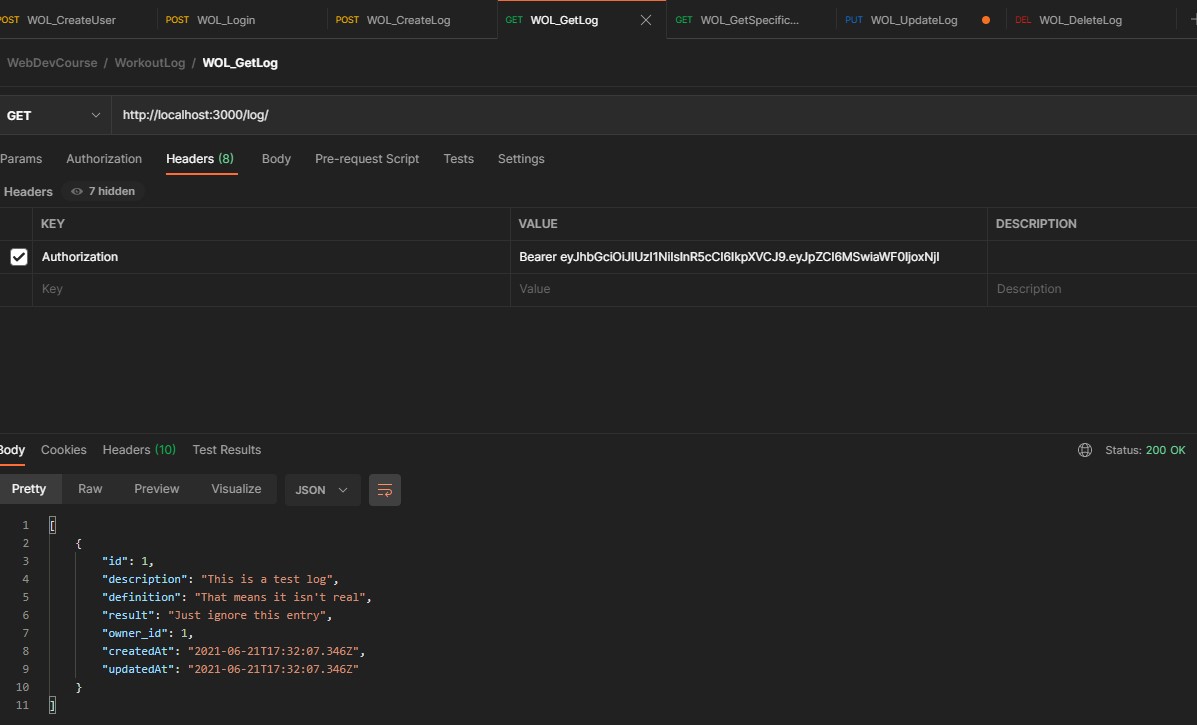 POST WOL_CreateUser POST WOL_Login POST WOL_CreateLog GET WOL_GetLog GET WOL_GetSpecific... PUT WOL_UpdateLog DEL WOL_DeleteLog
WebDevCourse / WorkoutLog / WOL_GetLog
GET http://localhost:3000/log/
Params Authorization Headers (8) Body Pre-request Script Tests Settings
Headers 7 hidden
KEY VALUE DESCRIPTION
Authorization Bearer eyJhbGciOiJIUzI1NiIsInR5cCI6IkpXVCJ9.eyJpZCI6MSwiaWF0IjoxNjI
Key Value Description
Body Cookies Headers (10) Test Results Status: 200 OK
Pretty Raw Preview Visualize JSON
1 [
2 {
3 "id": 1,
4 "description": "This is a test log",
5 "definition": "That means it isn't real",
6 "result": "Just ignore this entry",
7 "owner_id": 1,
8 "createdAt": "2021-06-21T17:32:07.346Z",
9 "updatedAt": "2021-06-21T17:32:07.346Z"
10 }
11 ]